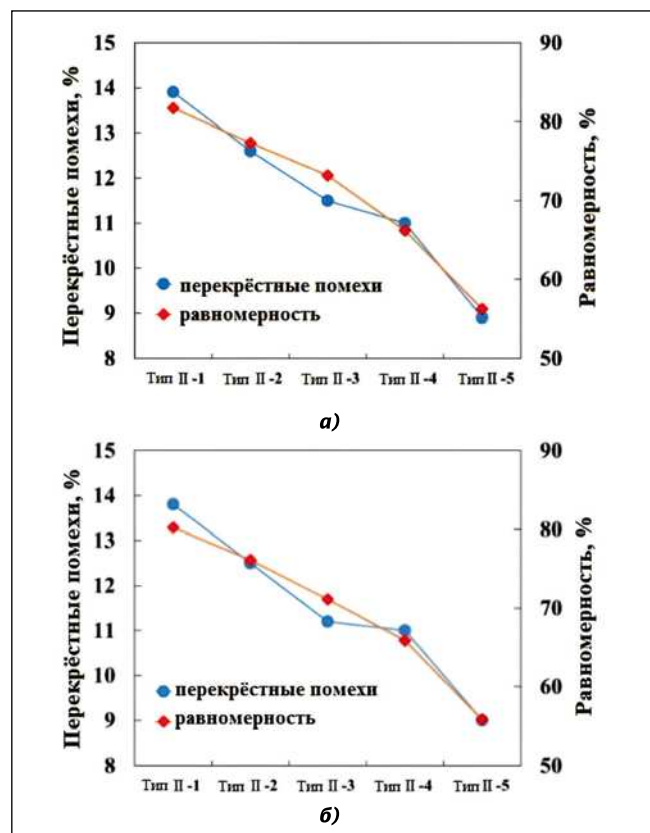 15
14
13
12
11
10
9
8
Перекрёстные помехи, %
90
80
70
60
50
Равномерность, %
перекрёстные помехи
равномерность
Тип II -1
Тип II -2
Тип II -3
Тип II -4
Тип II -5
а)
15
14
13
12
11
10
9
8
Перекрёстные помехи, %
90
80
70
60
50
Равномерность, %
перекрёстные помехи
равномерность
Тип II -1
Тип II -2
Тип II -3
Тип II -4
Тип II -5
б)